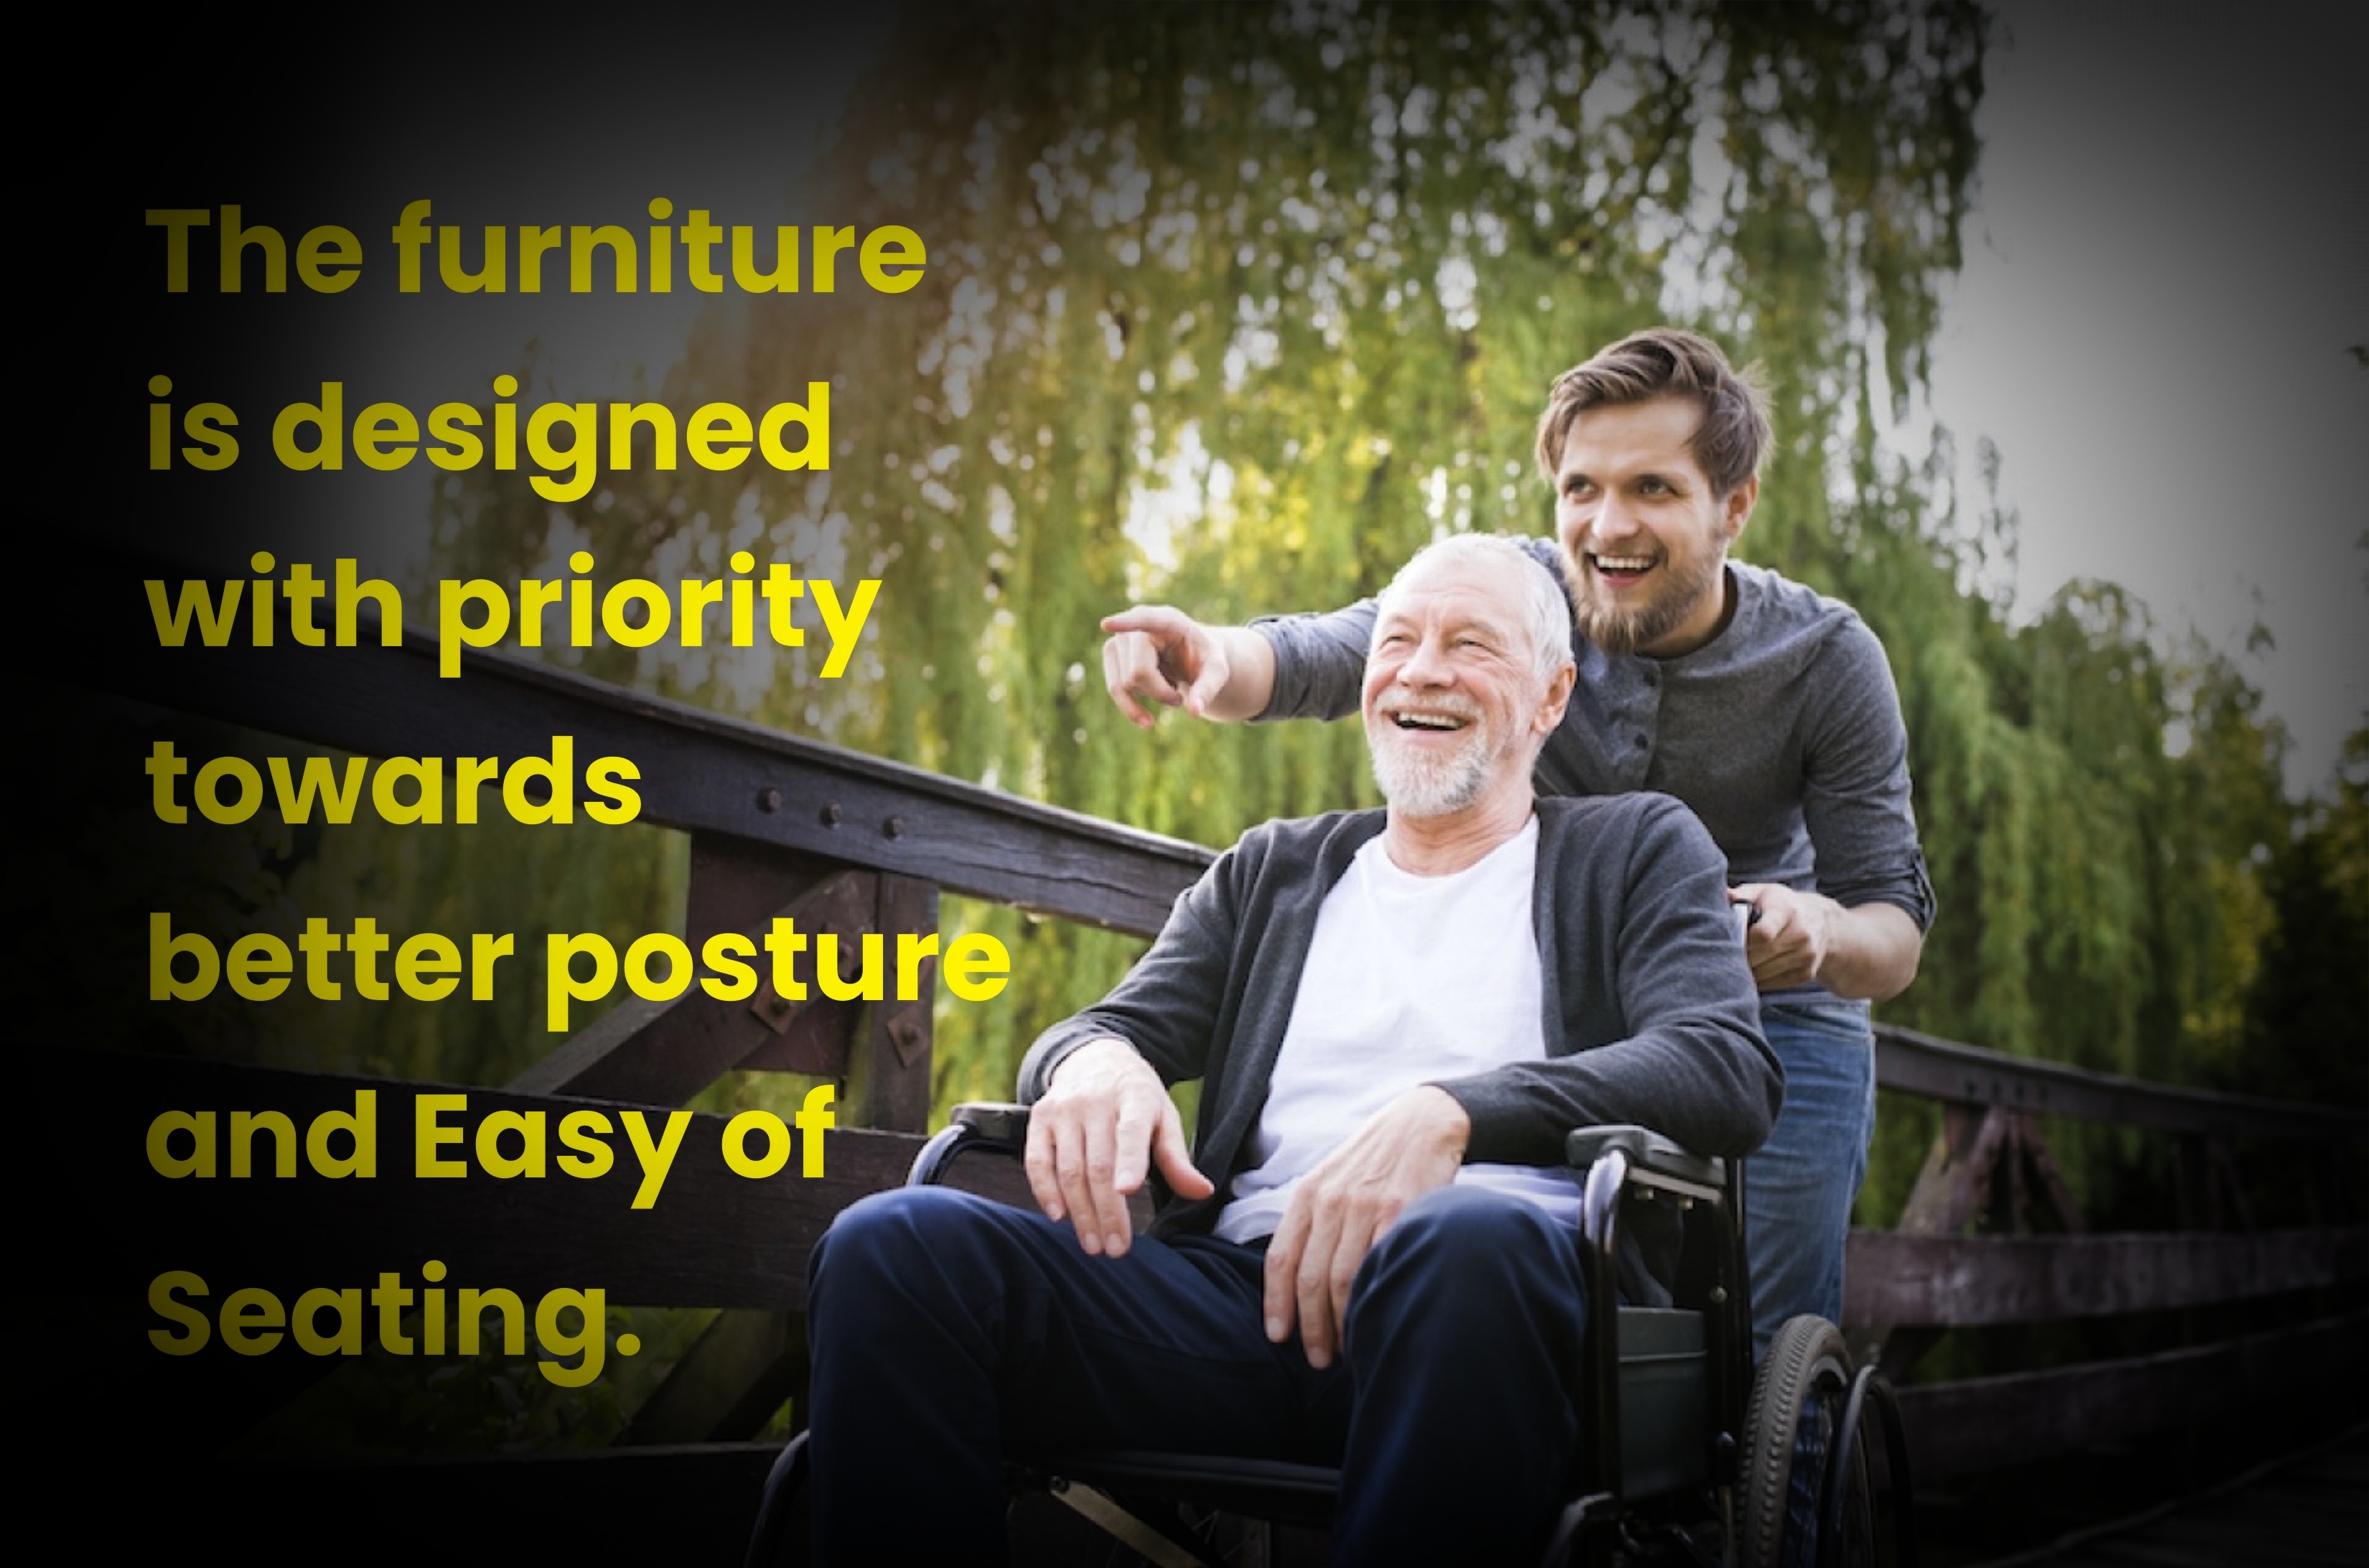 The furniture
is designed
with priority
towards
better posture
and Easy of
Seating.